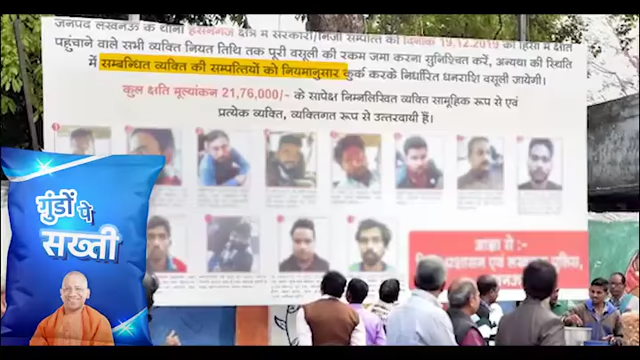 जनपद लखनऊ के थाना हसनगंज क्षेत्र में सरकारी/निजी सम्पत्ति को दिनांक 19.12.2019 को हिंसा में क्षति
पहुंचाने वाले सभी व्यक्ति नियत तिथि तक पूरी वसूली की रकम जमा करना सुनिश्चित करें, अन्यथा की स्थिति
में सम्बन्धित व्यक्ति की सम्पत्तियों को नियमानुसार कुर्क करके निर्धारित धनराशि वसूली जायेगी।
कुल क्षति मूल्यांकन 21,76,000/- के सापेक्ष निम्नलिखित व्यक्ति सामूहिक रूप से एवं
प्रत्येक व्यक्ति, व्यक्तिगत रूप से उत्तरदायी हैं।
गुंडों पे
सख्ती
आज्ञा से :-